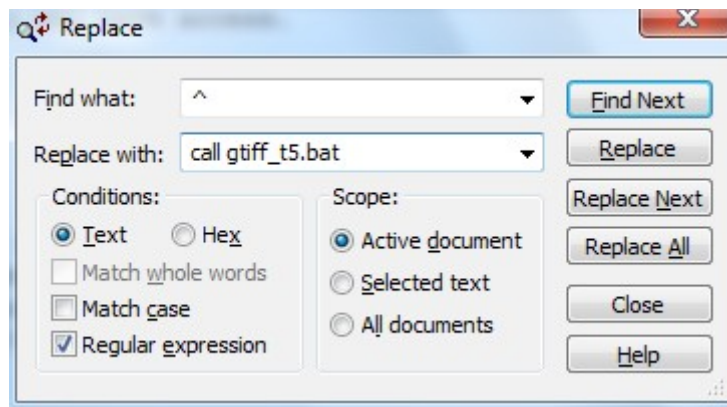 Replace
X
Find what: ^
Find Next
Replace with: call gtiff_t5.bat
Replace
Conditions:
Scope:
Replace Next
Text Hex
Active document
Replace All
Match whole words
Selected text
Match case
All documents
Close
Regular expression
Help